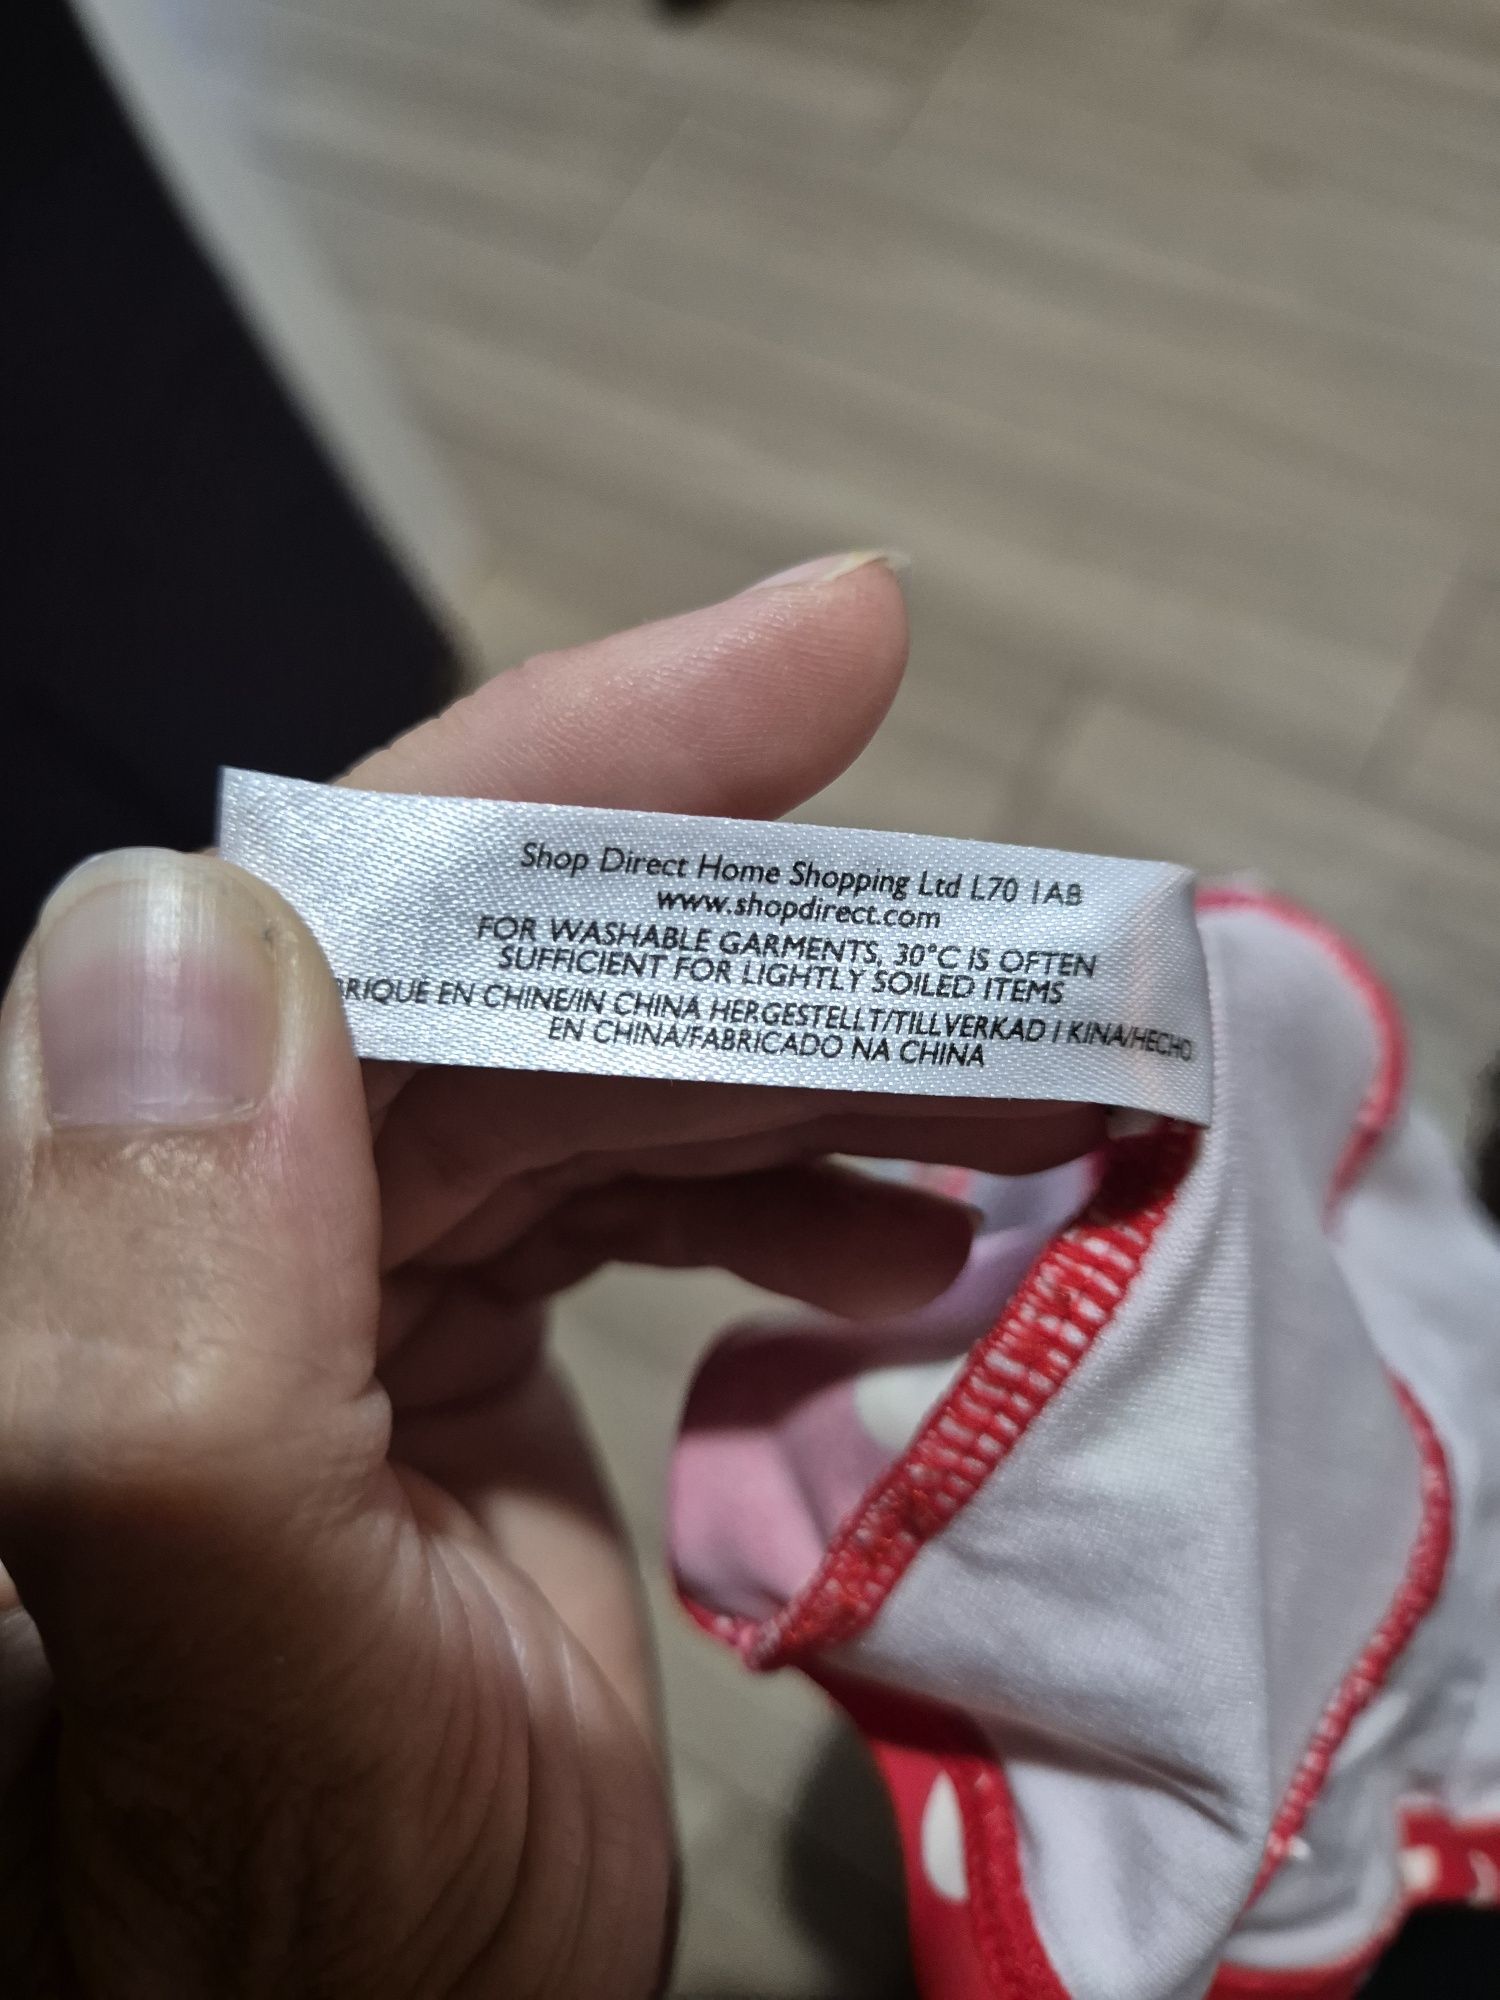 Shop Direct Home Shopping Ltd L70 1AB
www.shopdirect.com
FOR WASHABLE GARMENTS, 30°C IS OFTEN
SUFFICIENT FOR LIGHTLY SOILED ITEMS
RIQUÉ EN CHINE/IN CHINA HERGESTELLT/TILLVERKAD I KINA/HECHO
EN CHINA/FABRICADO NA CHINA